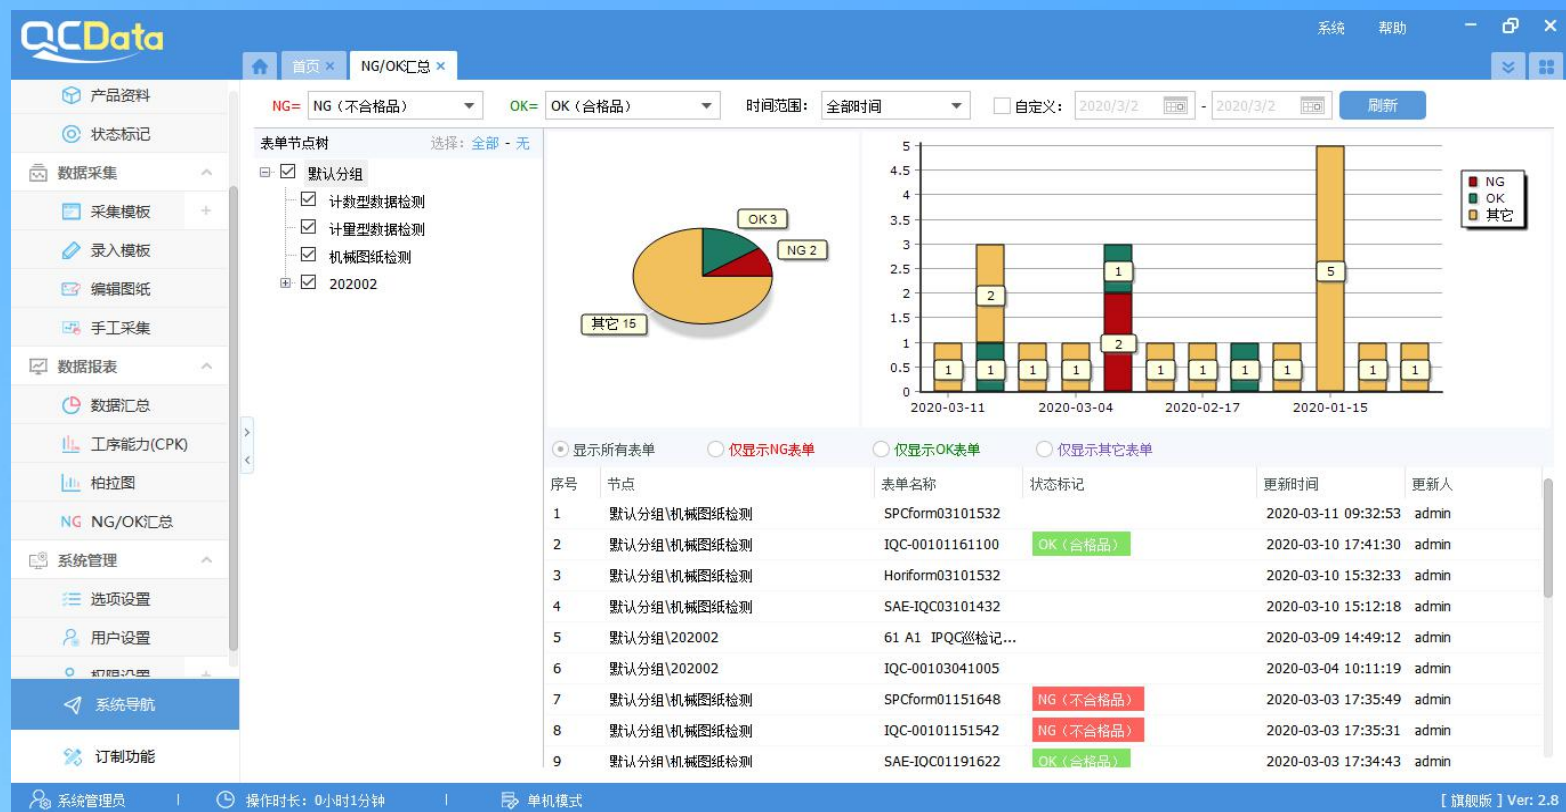 QCData
系统 帮助
首页 × NG/OK汇总 ×
产品资料
状态标记
数据采集
采集模板 +
录入模板
编辑图纸
手工采集
数据报表
数据汇总
工序能力(CPK)
柏拉图
NG NG/OK汇总
系统管理
选项设置
用户设置
权限设置 +
系统导航
订制功能
NG= NG（不合格品） OK= OK（合格品） 时间范围: 全部时间 自定义: 2020/3/2 - 2020/3/2 刷新
表单节点树 选择: 全部 - 无
默认分组
计数型数据检测
计量型数据检测
机械图纸检测
202002
OK 3
NG 2
其它 15
5
4.5
4
3.5
3
2.5
2
1.5
1
0.5
0
2 1 5
2
1 1 1 1 1 1 1 1 1 1
2020-03-11 2020-03-04 2020-02-17 2020-01-15
NG
OK
其它
显示所有表单 仅显示NG表单 仅显示OK表单 仅显示其它表单
序号 节点 表单名称 状态标记 更新时间 更新人
1 默认分组\机械图纸检测 SPCform03101532 2020-03-11 09:32:53 admin
2 默认分组\机械图纸检测 IQC-00101161100 OK（合格品） 2020-03-10 17:41:30 admin
3 默认分组\机械图纸检测 Horiform03101532 2020-03-10 15:32:33 admin
4 默认分组\机械图纸检测 SAE-IQC03101432 2020-03-10 15:12:18 admin
5 默认分组\202002 61 A1 IPQC巡检记... 2020-03-09 14:49:12 admin
6 默认分组\202002 IQC-00103041005 2020-03-04 10:11:19 admin
7 默认分组\机械图纸检测 SPCform01151648 NG（不合格品） 2020-03-03 17:35:49 admin
8 默认分组\机械图纸检测 IQC-00101151542 NG（不合格品） 2020-03-03 17:35:31 admin
9 默认分组\机械图纸检测 SAE-IQC01191622 OK（合格品） 2020-03-03 17:34:43 admin
系统管理员 操作时长: 0小时1分钟 单机模式 [ 旗舰版 ] Ver: 2.8